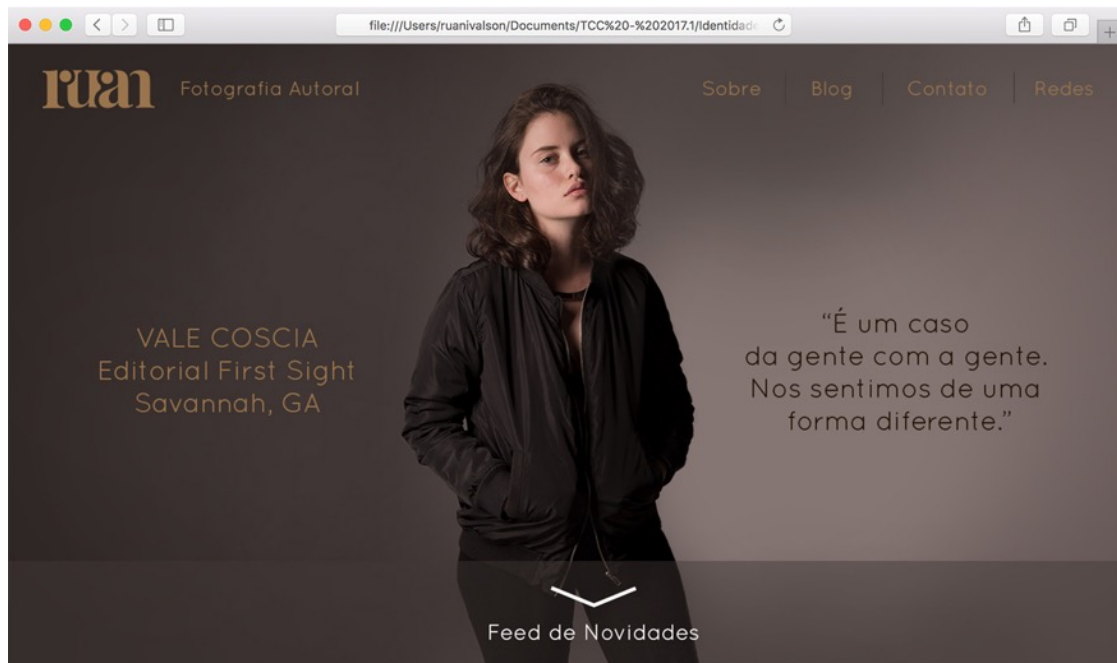 file:///Users/ruanivalson/Documents/TCC%20-%202017.1/Identidade
ruan
Fotografia Autoral
Sobre
Blog
Contato
Redes
VALE COSCIA
Editorial First Sight
Savannah, GA
“É um caso
da gente com a gente.
Nos sentimos de uma
forma diferente.”
Feed de Novidades